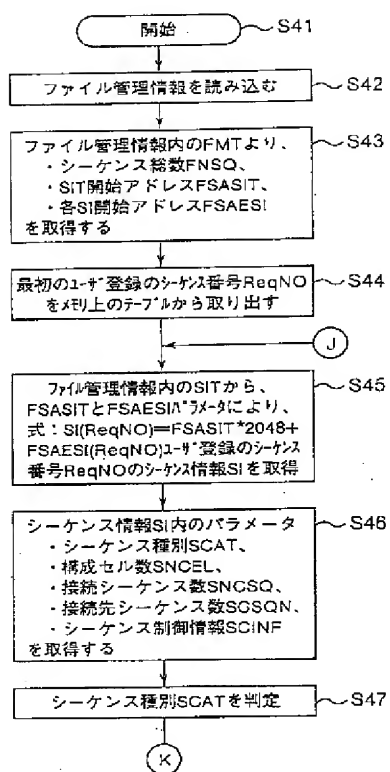 開始
S41
ファイル管理情報を読み込む
S42
ファイル管理情報内のFMTより、
・シーケンス総数FNSQ、
・SIT開始アドレスFSASIT、
・各SI開始アドレスFSAESI
を取得する
S43
最初のユーザ登録のシーケンス番号ReqNO
をメモリ上のテーブルから取り出す
S44
J
ファイル管理情報内のSITから、
FSASITとFSAESIパラメータにより、
式：SI(ReqNO)=FSASIT*2048+
FSAESI(ReqNO)ユーザ登録のシーケンス
番号ReqNOのシーケンス情報SIを取得
S45
シーケンス情報SI内のパラメータ
・シーケンス種別SCAT、
・構成セル数SNCEL、
・接続シーケンス数SNCSQ、
・接続先シーケンス数SCSQN、
・シーケンス制御情報SCINF
を取得する
S46
シーケンス種別SCATを判定
S47
K